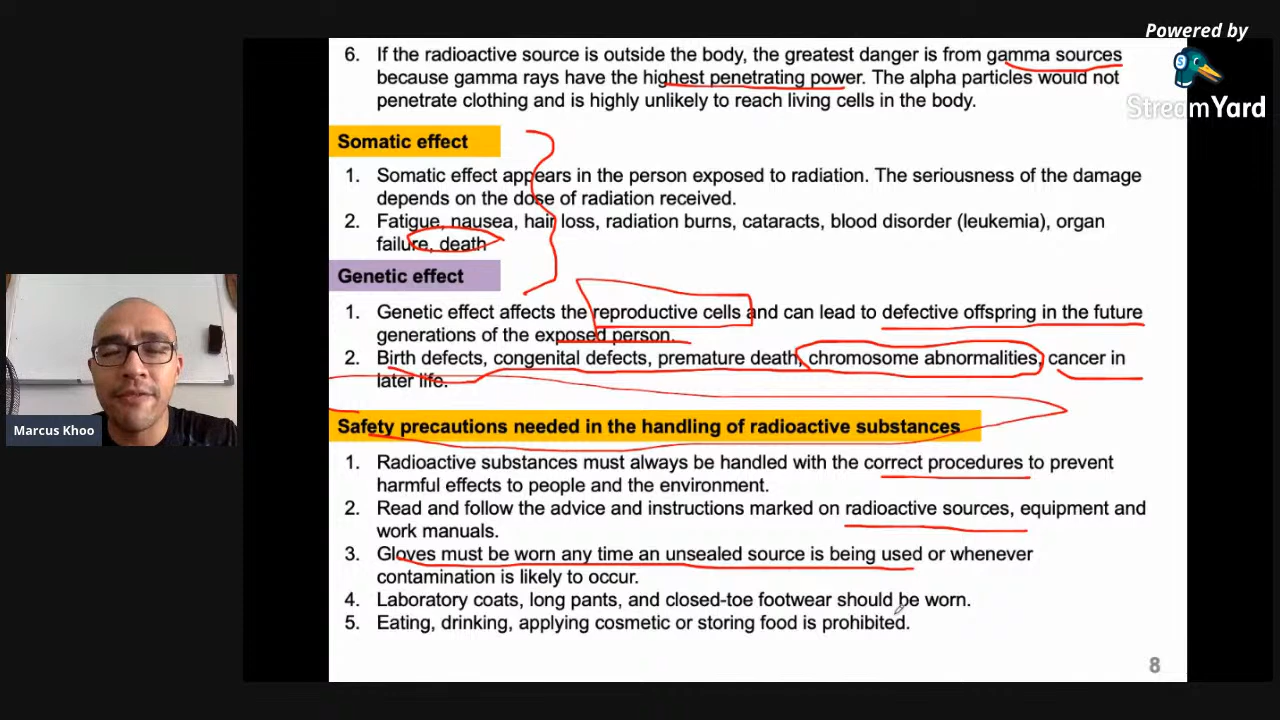 Powered by
StreamYard
6. If the radioactive source is outside the body, the greatest danger is from gamma sources
because gamma rays have the highest penetrating power. The alpha particles would not
penetrate clothing and is highly unlikely to reach living cells in the body.
Somatic effect
1. Somatic effect appears in the person exposed to radiation. The seriousness of the damage
depends on the dose of radiation received.
2. Fatigue, nausea, hair loss, radiation burns, cataracts, blood disorder (leukemia), organ
failure, death
Genetic effect
1. Genetic effect affects the reproductive cells and can lead to defective offspring in the future
generations of the exposed person.
2. Birth defects, congenital defects, premature death, chromosome abnormalities, cancer in
later life.
Safety precautions needed in the handling of radioactive substances
1. Radioactive substances must always be handled with the correct procedures to prevent
harmful effects to people and the environment.
2. Read and follow the advice and instructions marked on radioactive sources, equipment and
work manuals.
3. Gloves must be worn any time an unsealed source is being used or whenever
contamination is likely to occur.
4. Laboratory coats, long pants, and closed-toe footwear should be worn.
5. Eating, drinking, applying cosmetic or storing food is prohibited.
8
Marcus Khoo